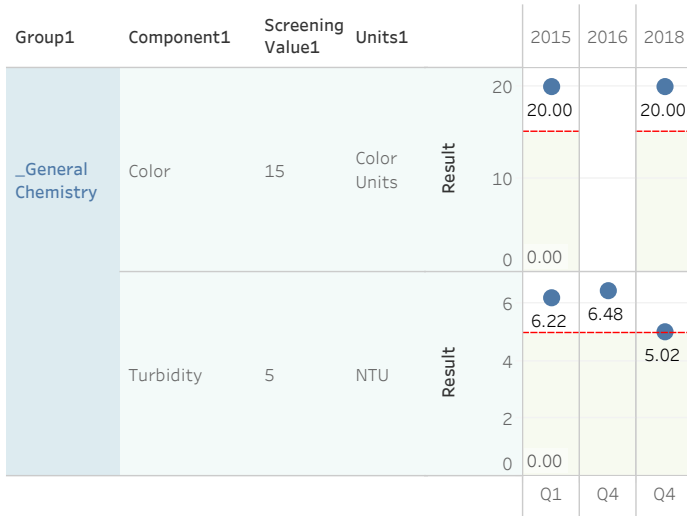 Group1 Component1 Screening Value1 Units1 2015 2016 2018
_General Chemistry
Color 15 Color Units Result
20
10
0
20.00 20.00
0.00
Turbidity 5 NTU Result
6
4
2
0
6.22 6.48 5.02
0.00
Q1 Q4 Q4